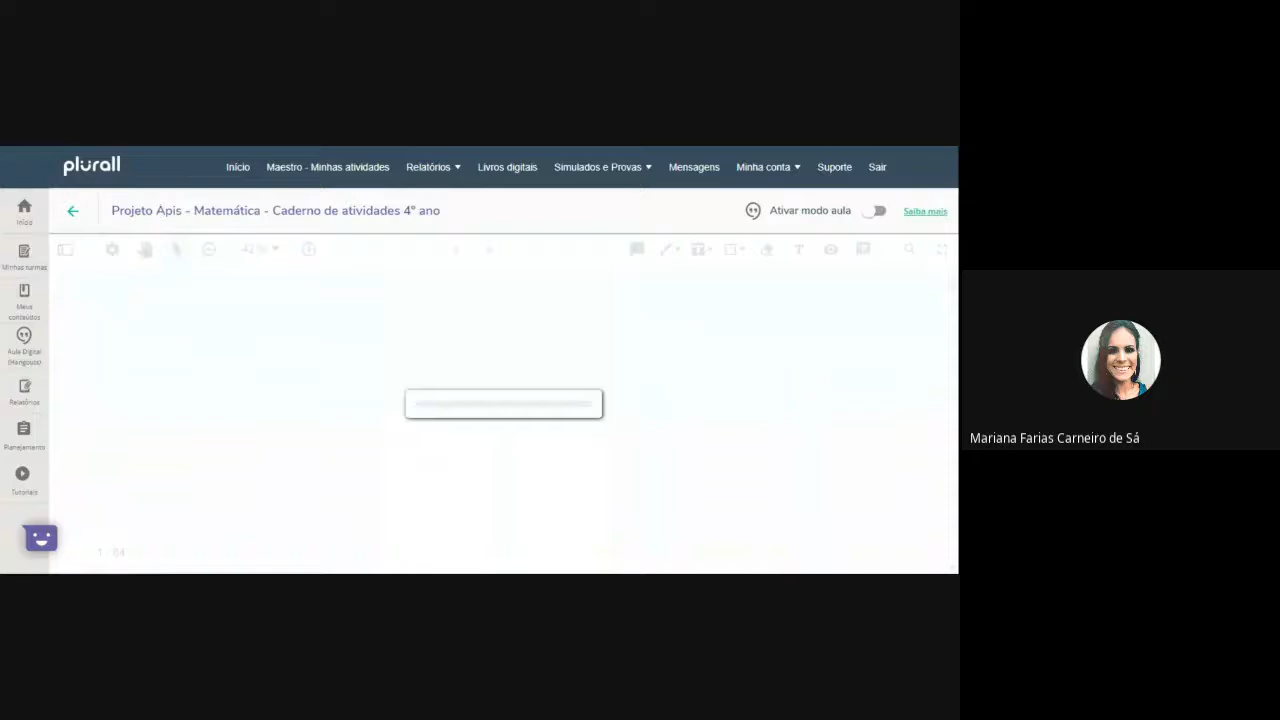 plurall
Início
Maestro - Minhas atividades
Relatórios
Livros digitais
Simulados e Provas
Mensagens
Minha conta
Suporte
Sair
Projeto Ápis - Matemática - Caderno de atividades 4º ano
Ativar modo aula
Saiba mais
42%
Início
Minhas turmas
Meus
conteúdos
Aula Digital
(Hangouts)
Relatórios
Planejamento
Tutoriais
Mariana Farias Carneiro de Sá